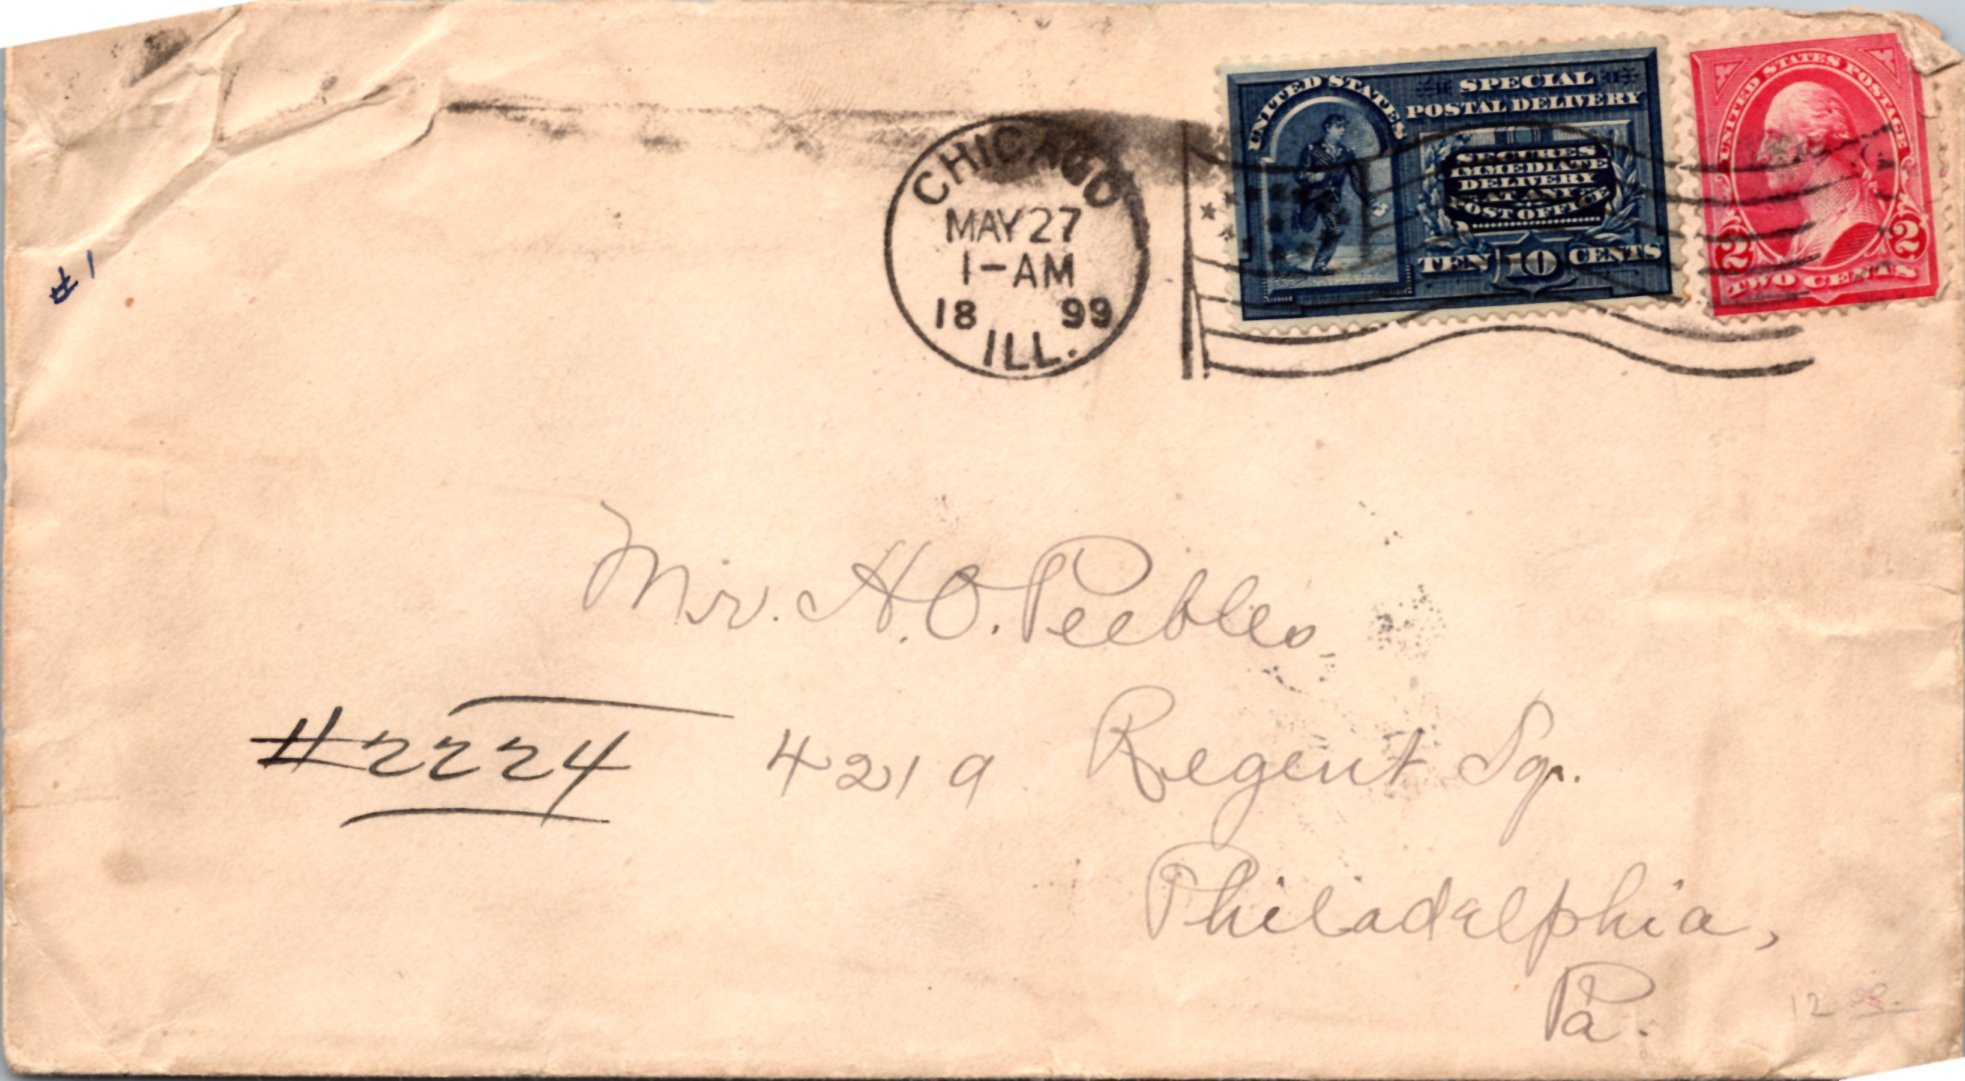 UNITED STATES
SPECIAL
POSTAL DELIVERY
SECURES
IMMEDIATE
DELIVERY
AT ANY
POST OFFICE
TEN 10 CENTS
UNITED STATES POSTAGE
2 2
TWO CENTS
CHICAGO
MAY 27
1-AM
18 99
ILL.
#1
Mr. H.O. Peebles
#2224 4219 Regent Sq.
Philadelphia,
Pa.
12.00